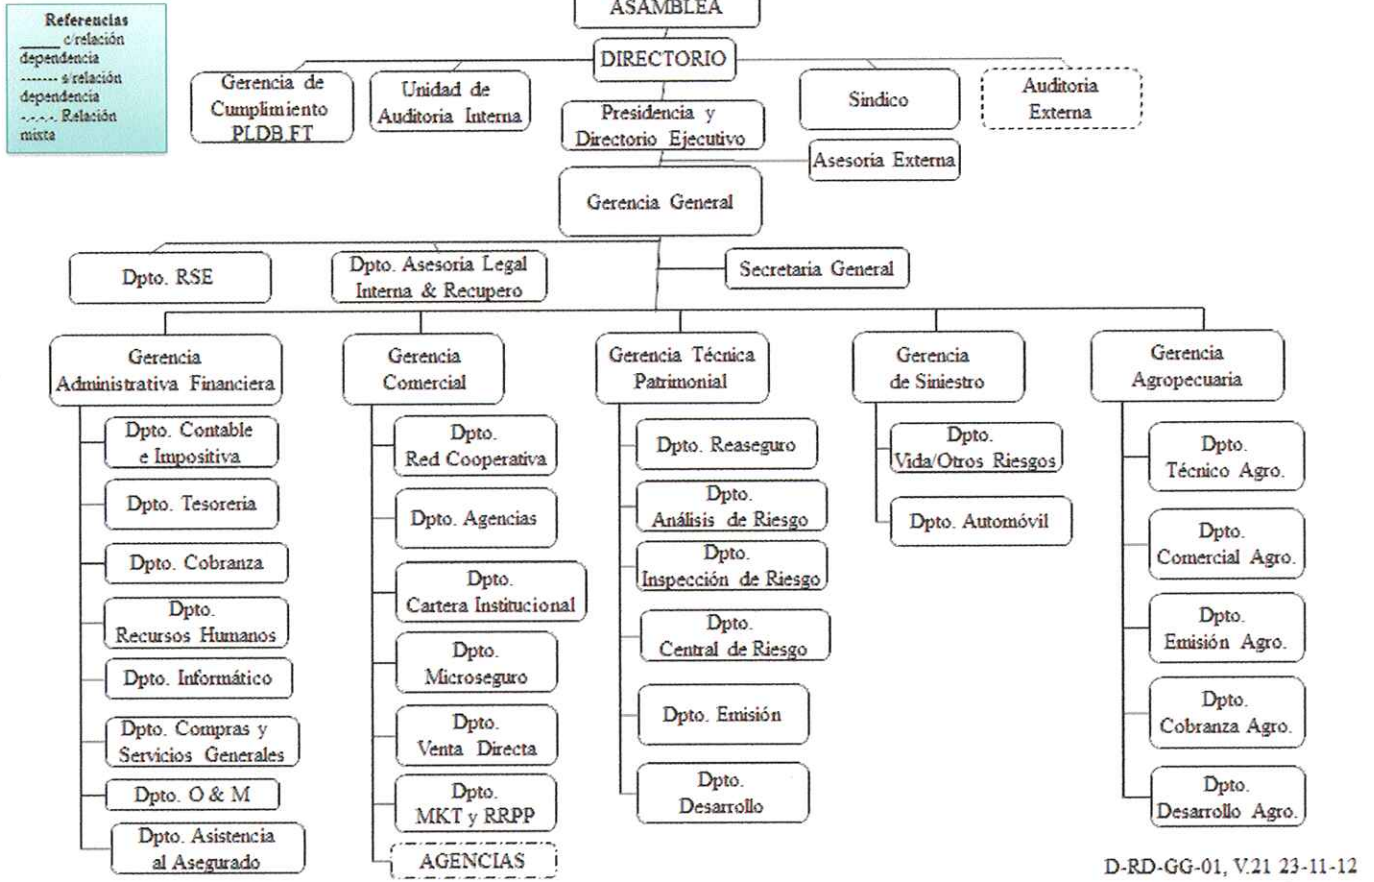 Referencias
_____ c/relación
dependencia
------- s/relación
dependencia
-.-.-.-. Relación
mixta
ASAMBLEA
DIRECTORIO
Gerencia de
Cumplimiento
PLDB.FT
Unidad de
Auditoria Interna
Presidencia y
Directorio Ejecutivo
Sindico
Auditoria
Externa
Asesoria Externa
Gerencia General
Dpto. RSE
Dpto. Asesoria Legal
Interna & Recupero
Secretaria General
Gerencia
Administrativa Financiera
Gerencia
Comercial
Gerencia Técnica
Patrimonial
Gerencia
de Siniestro
Gerencia
Agropecuaria
Dpto. Contable
e Impositiva
Dpto. Tesoreria
Dpto. Cobranza
Dpto.
Recursos Humanos
Dpto. Informático
Dpto. Compras y
Servicios Generales
Dpto. O & M
Dpto. Asistencia
al Asegurado
Dpto.
Red Cooperativa
Dpto. Agencias
Dpto.
Cartera Institucional
Dpto.
Microseguro
Dpto.
Venta Directa
Dpto.
MKT y RRPP
AGENCIAS
Dpto. Reaseguro
Dpto.
Análisis de Riesgo
Dpto.
Inspección de Riesgo
Dpto.
Central de Riesgo
Dpto. Emisión
Dpto.
Desarrollo
Dpto.
Vida/Otros Riesgos
Dpto. Automóvil
Dpto.
Técnico Agro.
Dpto.
Comercial Agro.
Dpto.
Emisión Agro.
Dpto.
Cobranza Agro.
Dpto.
Desarrollo Agro.
D-RD-GG-01, V.21 23-11-12